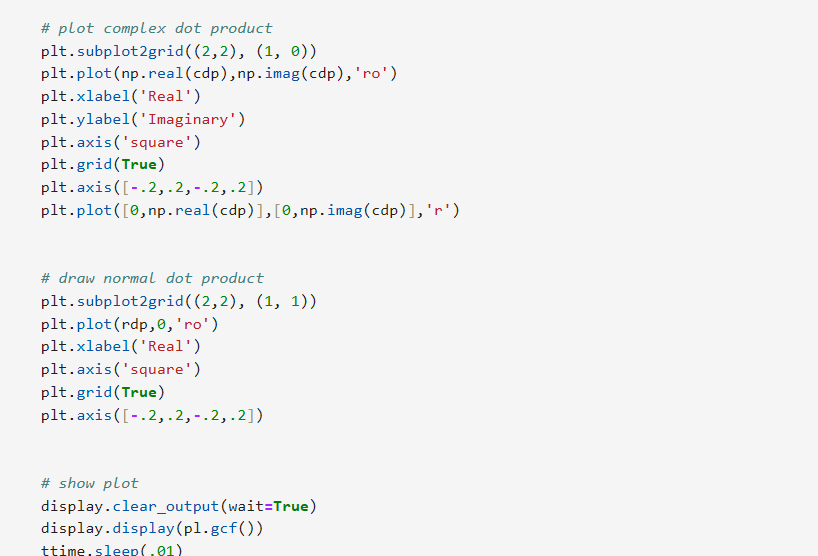 # plot complex dot product
plt.subplot2grid((2,2), (1, 0))
plt.plot(np.real(cdp),np.imag(cdp),'ro')
plt.xlabel('Real')
plt.ylabel('Imaginary')
plt.axis('square')
plt.grid(True)
plt.axis([-.2,.2,-.2,.2])
plt.plot([0,np.real(cdp)],[0,np.imag(cdp)],'r')
# draw normal dot product
plt.subplot2grid((2,2), (1, 1))
plt.plot(rdp,0,'ro')
plt.xlabel('Real')
plt.axis('square')
plt.grid(True)
plt.axis([-.2,.2,-.2,.2])
# show plot
display.clear_output(wait=True)
display.display(pl.gcf())
ttime.sleep(.01)